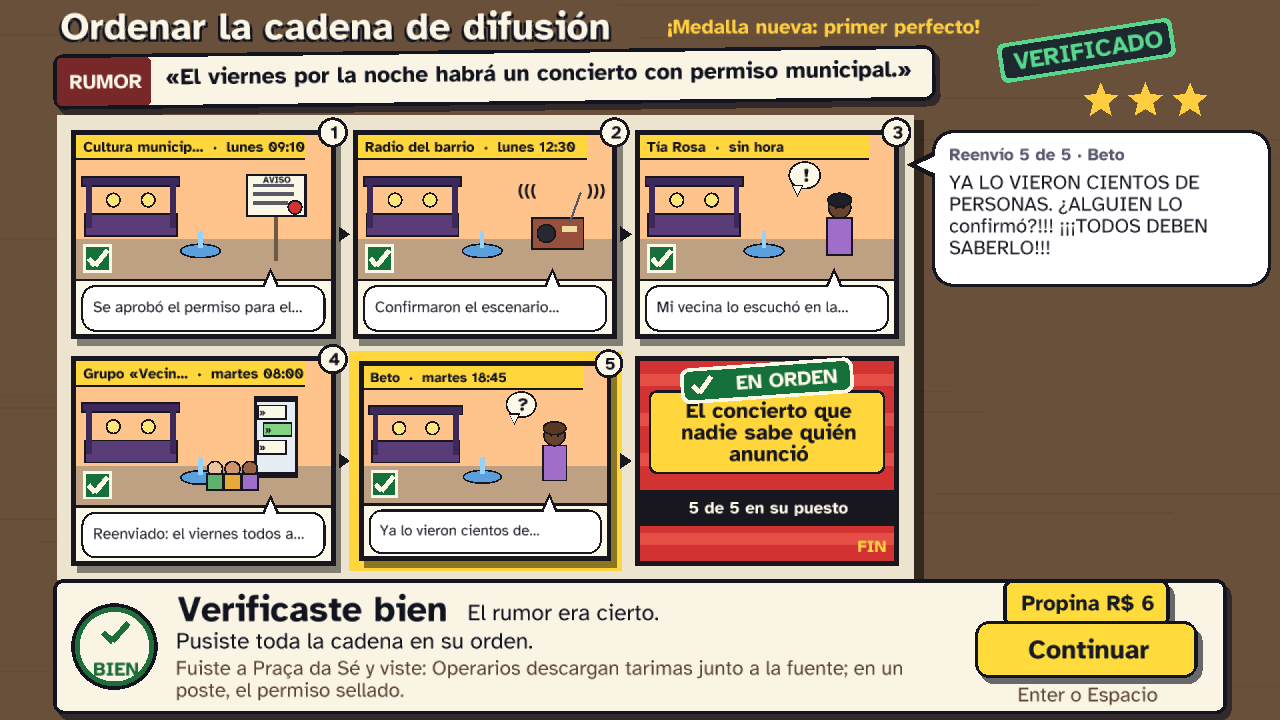 Ordenar la cadena de difusión
¡Medalla nueva: primer perfecto!
VERIFICADO
RUMOR
«El viernes por la noche habrá un concierto con permiso municipal.»
Cultura municip... · lunes 09:10
1
AVISO
Se aprobó el permiso para el...
Radio del barrio · lunes 12:30
2
((( )))
Confirmaron el escenario...
Tía Rosa · sin hora
3
!
Mi vecina lo escuchó en la...
Reenvío 5 de 5 · Beto
YA LO VIERON CIENTOS DE
PERSONAS. ¿ALGUIEN LO
confirmó?!!! ¡¡¡TODOS DEBEN
SABERLO!!!
Grupo «Vecin... · martes 08:00
4
»
»
»
Reenviado: el viernes todos a...
Beto · martes 18:45
5
?
Ya lo vieron cientos de...
EN ORDEN
El concierto que
nadie sabe quién
anunció
5 de 5 en su puesto
FIN
BIEN
Verificaste bien El rumor era cierto.
Pusiste toda la cadena en su orden.
Fuiste a Praça da Sé y viste: Operarios descargan tarimas junto a la fuente; en un
poste, el permiso sellado.
Propina R$ 6
Continuar
Enter o Espacio